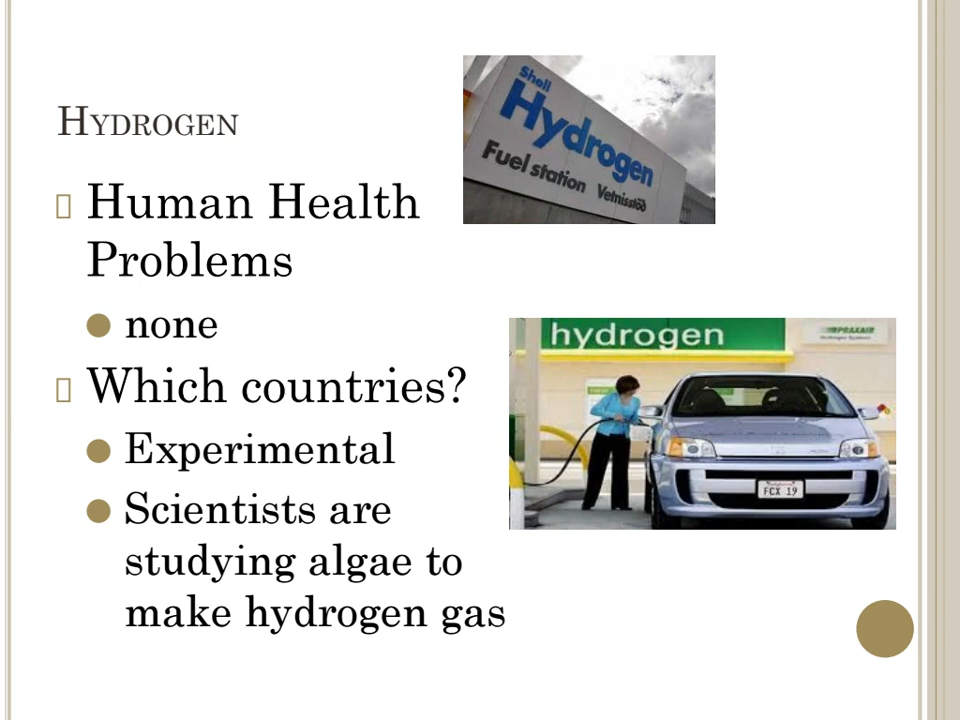 HYDROGEN
Human Health
Problems
none
Which countries?
Experimental
Scientists are
studying algae to
make hydrogen gas
Shell
Hydrogen
Fuel station Vetnisstöð
hydrogen
PRAXAIR
FCX 19